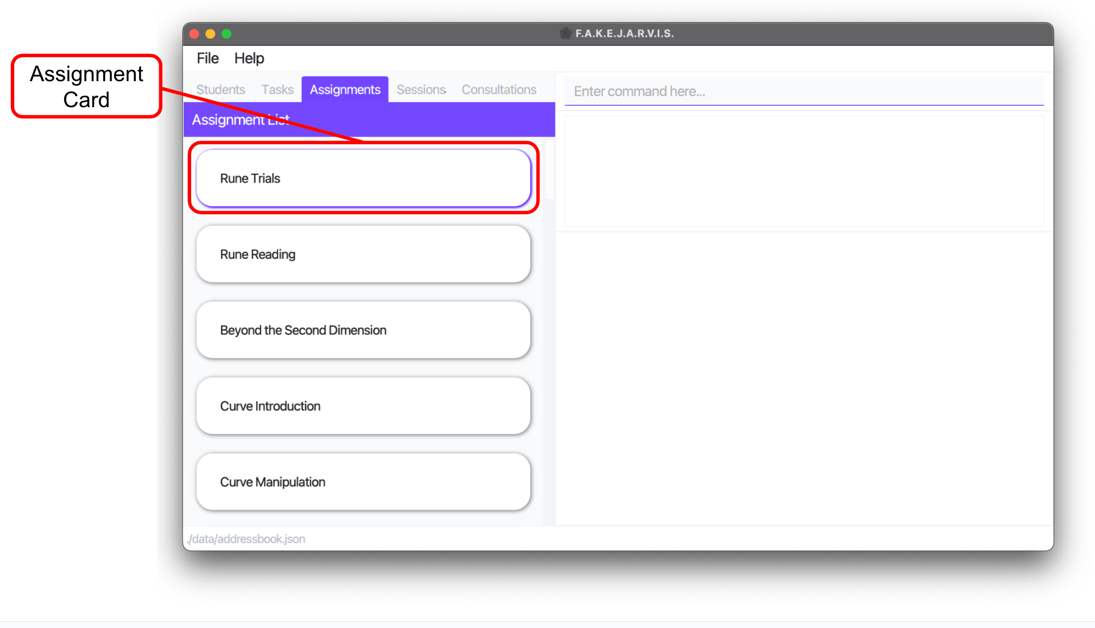 F.A.K.E.J.A.R.V.I.S.
File Help
Assignment
Card
Students Tasks Assignments Sessions Consultations
Enter command here...
Assignment List
Rune Trials
Rune Reading
Beyond the Second Dimension
Curve Introduction
Curve Manipulation
./data/addressbook.json